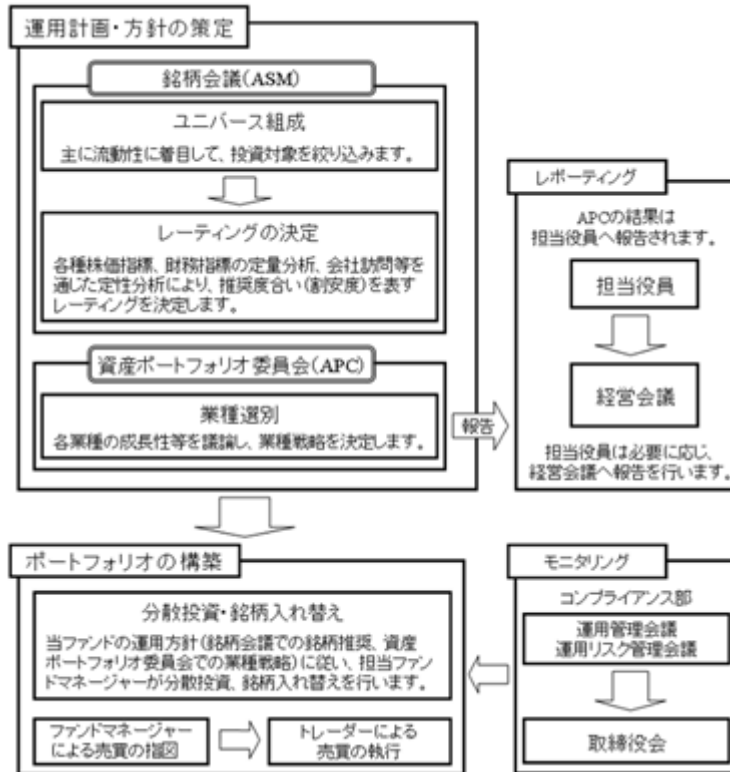 運用計画・方針の策定
銘柄会議(ASM)
ユニバース組成
主に流動性に着目して、投資対象を絞り込みます。
レーティングの決定
各種株価指標、財務指標の定量分析、会社訪問等を
通じた定性分析により、推奨度合い(割安度)を表す
レーティングを決定します。
資産ポートフォリオ委員会(APC)
業種選別
各業種の成長性等を議論し、業種戦略を決定します。
報告
レポーティング
APCの結果は
担当役員へ報告されます。
担当役員
経営会議
担当役員は必要に応じ、
経営会議へ報告を行います。
ポートフォリオの構築
分散投資・銘柄入れ替え
当ファンドの運用方針(銘柄会議での銘柄推奨、資産
ポートフォリオ委員会での業種戦略)に従い、担当ファン
ドマネージャーが分散投資、銘柄入れ替えを行います。
ファンドマネージャー
による売買の指図
トレーダーによる
売買の執行
モニタリング
コンプライアンス部
運用管理会議
運用リスク管理会議
取締役会